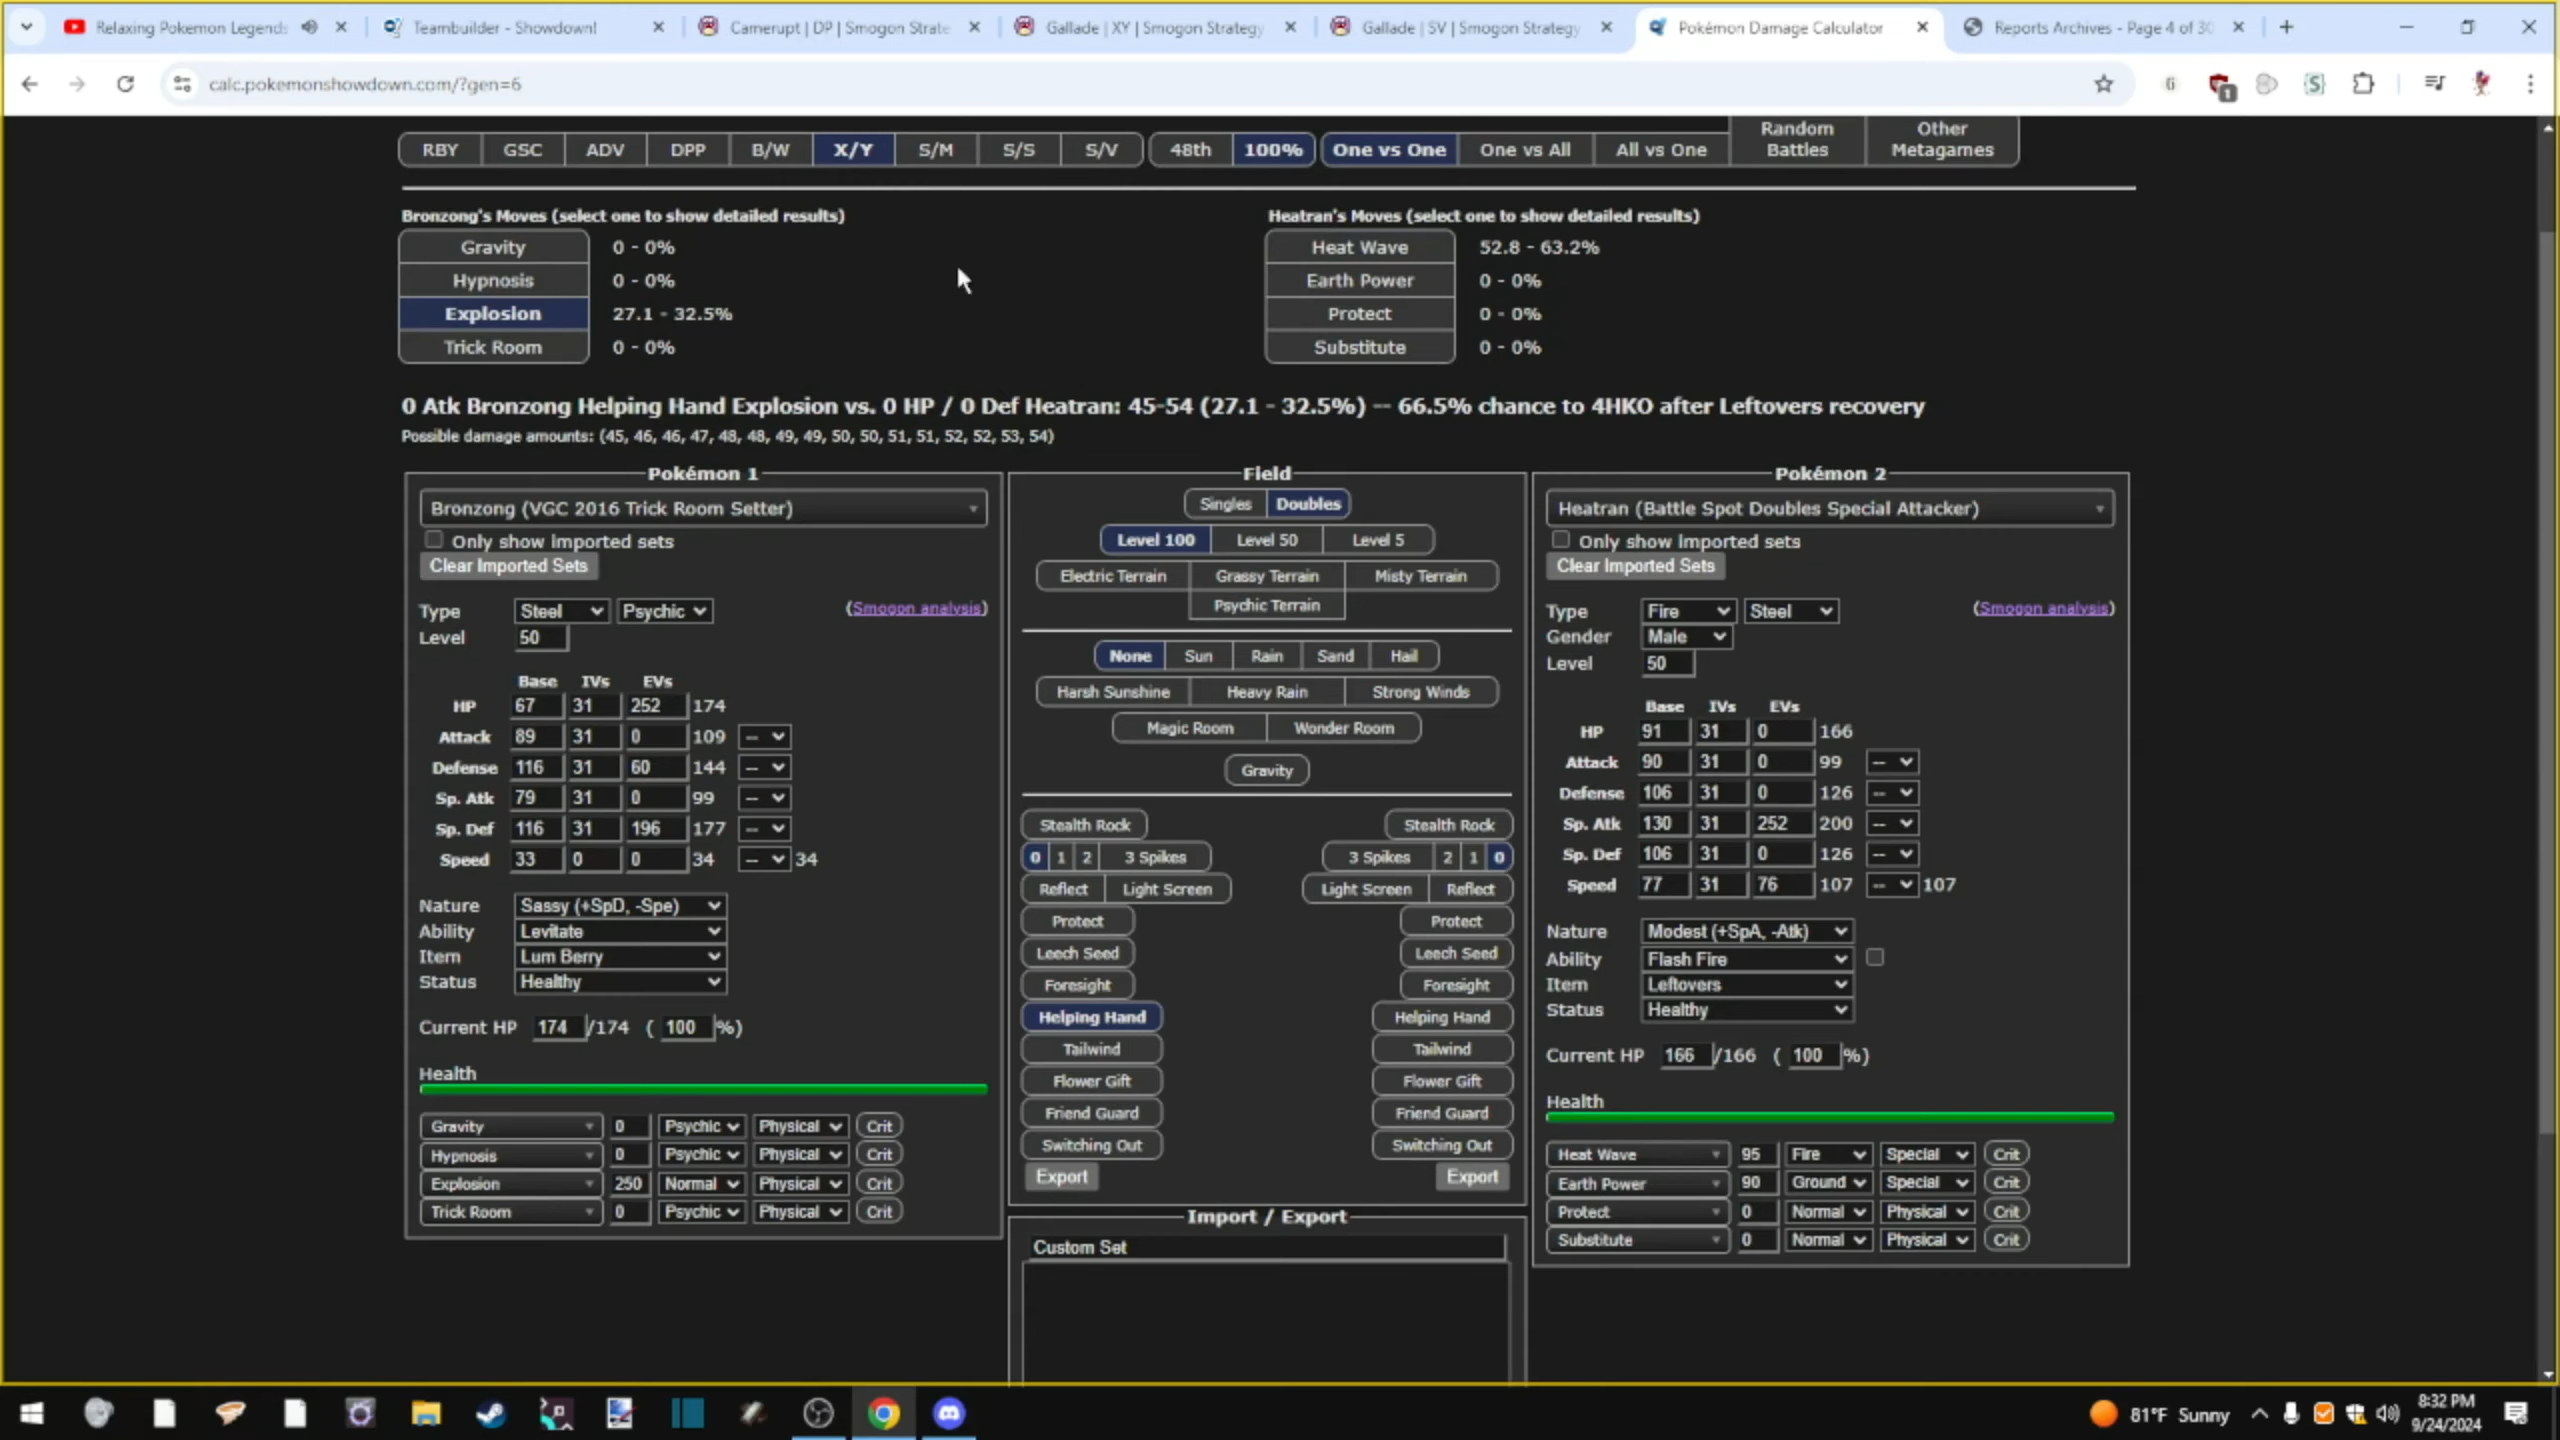 Relaxing Pokemon Legends
Teambuilder - Showdown!
Camerupt | DP | Smogon Strate
Gallade | XY | Smogon Strategy
Gallade | SV | Smogon Strategy
Pokémon Damage Calculator
Reports Archives - Page 4 of 30
calc.pokemonshowdown.com/?gen=6
1
RBY GSC ADV DPP B/W X/Y S/M S/S S/V 48th 100% One vs One One vs All All vs One Random Battles Other Metagames
Bronzong's Moves (select one to show detailed results)
Gravity 0 - 0%
Hypnosis 0 - 0%
Explosion 27.1 - 32.5%
Trick Room 0 - 0%
Heatran's Moves (select one to show detailed results)
Heat Wave 52.8 - 63.2%
Earth Power 0 - 0%
Protect 0 - 0%
Substitute 0 - 0%
0 Atk Bronzong Helping Hand Explosion vs. 0 HP / 0 Def Heatran: 45-54 (27.1 - 32.5%) -- 66.5% chance to 4HKO after Leftovers recovery
Possible damage amounts: (45, 46, 46, 47, 48, 48, 49, 49, 50, 50, 51, 51, 52, 52, 53, 54)
Pokémon 1
Bronzong (VGC 2016 Trick Room Setter)
Only show imported sets
Clear Imported Sets
Type Steel Psychic (Smogon analysis)
Level 50
Base IVs EVs
HP 67 31 252 174
Attack 89 31 0 109 --
Defense 116 31 60 144 --
Sp. Atk 79 31 0 99 --
Sp. Def 116 31 196 177 --
Speed 33 0 0 34 -- 34
Nature Sassy (+SpD, -Spe)
Ability Levitate
Item Lum Berry
Status Healthy
Current HP 174 /174 ( 100 %)
Health
Gravity 0 Psychic Physical Crit
Hypnosis 0 Psychic Physical Crit
Explosion 250 Normal Physical Crit
Trick Room 0 Psychic Physical Crit
Field
Singles Doubles
Level 100 Level 50 Level 5
Electric Terrain Grassy Terrain Misty Terrain
Psychic Terrain
None Sun Rain Sand Hail
Harsh Sunshine Heavy Rain Strong Winds
Magic Room Wonder Room
Gravity
Stealth Rock Stealth Rock
0 1 2 3 Spikes 3 Spikes 2 1 0
Reflect Light Screen Light Screen Reflect
Protect Protect
Leech Seed Leech Seed
Foresight Foresight
Helping Hand Helping Hand
Tailwind Tailwind
Flower Gift Flower Gift
Friend Guard Friend Guard
Switching Out Switching Out
Export Export
Import / Export
Custom Set
Pokémon 2
Heatran (Battle Spot Doubles Special Attacker)
Only show imported sets
Clear Imported Sets
Type Fire Steel (Smogon analysis)
Gender Male
Level 50
Base IVs EVs
HP 91 31 0 166
Attack 90 31 0 99 --
Defense 106 31 0 126 --
Sp. Atk 130 31 252 200 --
Sp. Def 106 31 0 126 --
Speed 77 31 76 107 -- 107
Nature Modest (+SpA, -Atk)
Ability Flash Fire
Item Leftovers
Status Healthy
Current HP 166 /166 ( 100 %)
Health
Heat Wave 95 Fire Special Crit
Earth Power 90 Ground Special Crit
Protect 0 Normal Physical Crit
Substitute 0 Normal Physical Crit
81°F Sunny
8:32 PM
9/24/2024